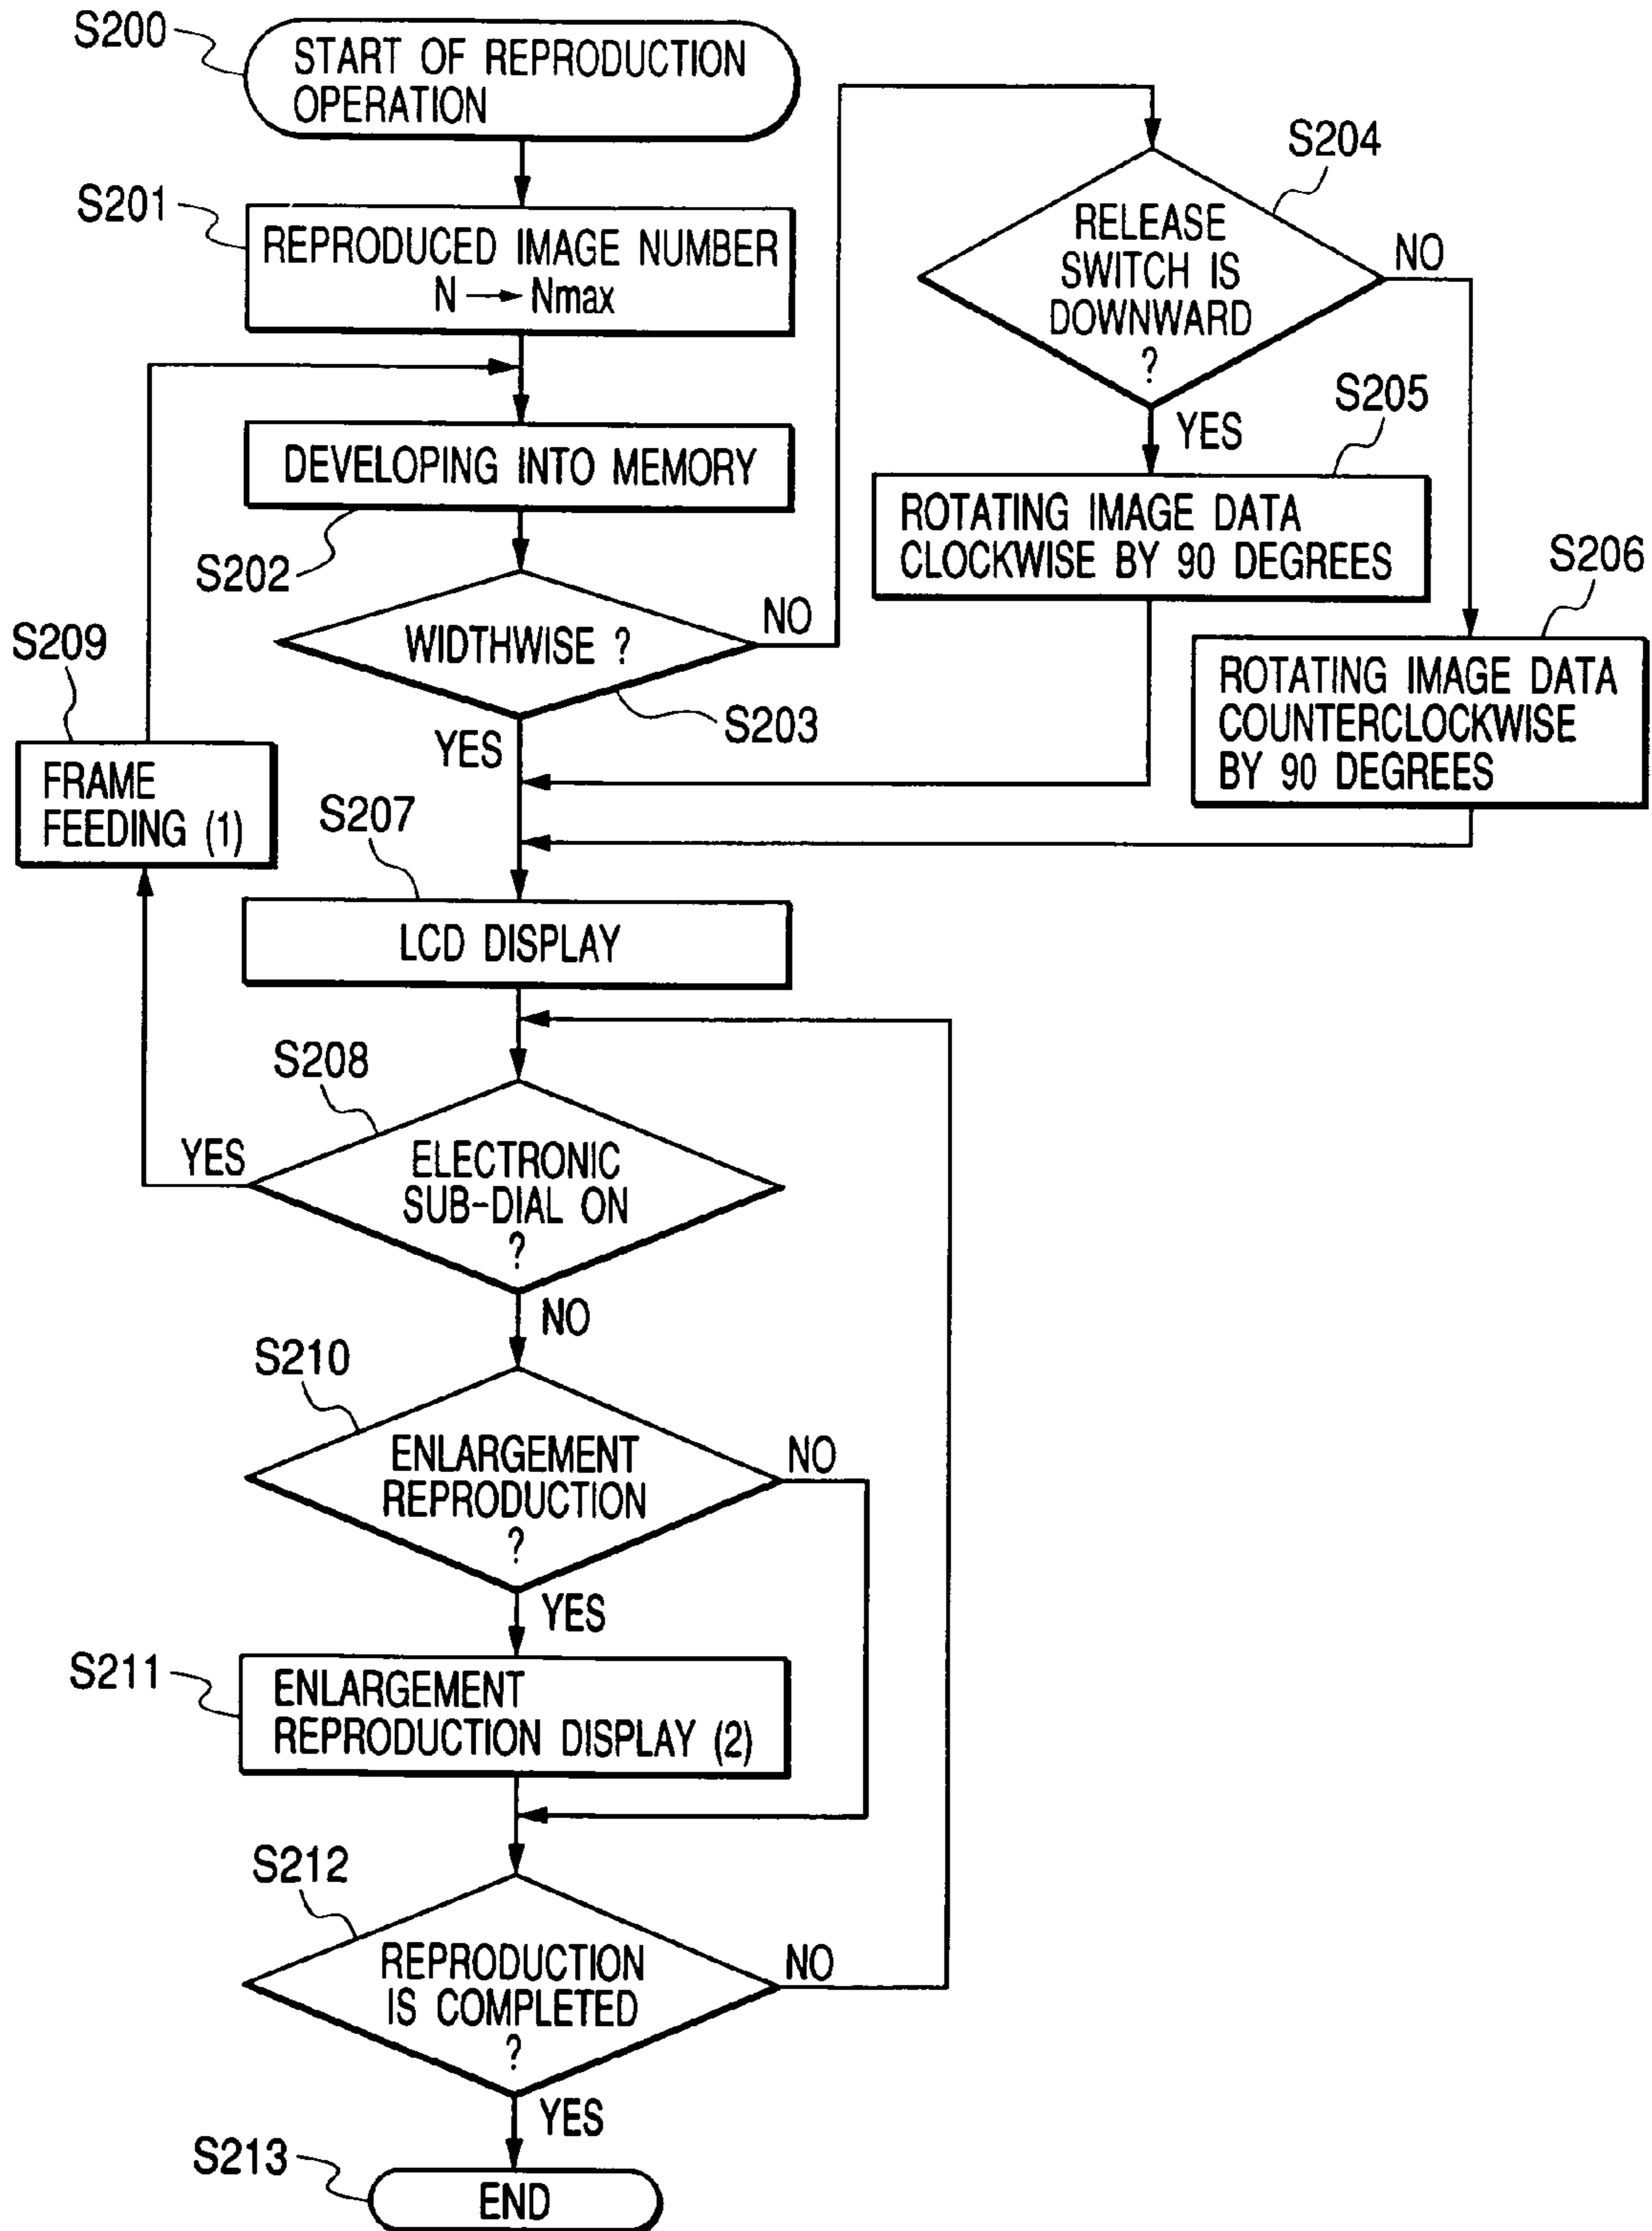 S200
START OF REPRODUCTION
OPERATION
S201
REPRODUCED IMAGE NUMBER
N → Nmax
DEVELOPING INTO MEMORY
S202
WIDTHWISE ?
NO
S203
YES
S204
RELEASE
SWITCH IS
DOWNWARD
?
NO
YES
S205
ROTATING IMAGE DATA
CLOCKWISE BY 90 DEGREES
S206
ROTATING IMAGE DATA
COUNTERCLOCKWISE
BY 90 DEGREES
S209
FRAME
FEEDING (1)
S207
LCD DISPLAY
S208
ELECTRONIC
SUB-DIAL ON
?
YES
NO
S210
ENLARGEMENT
REPRODUCTION
?
NO
YES
S211
ENLARGEMENT
REPRODUCTION DISPLAY (2)
S212
REPRODUCTION
IS COMPLETED
?
NO
YES
S213
END